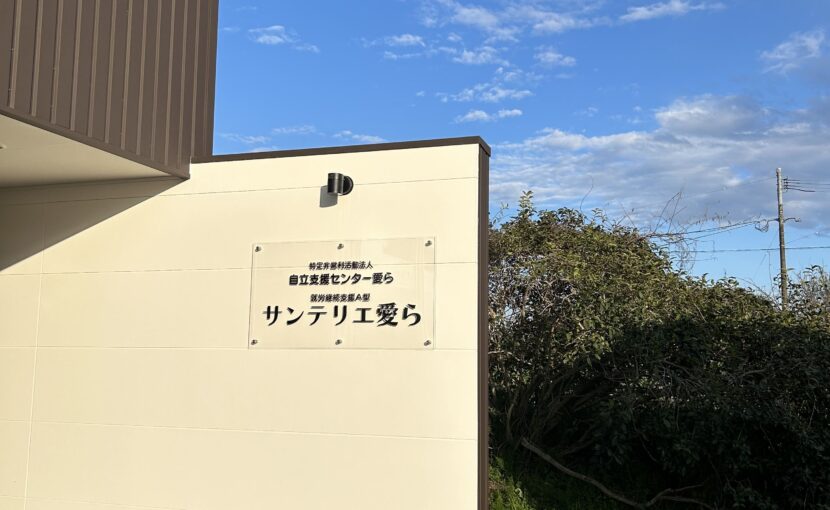 特定非営利活動法人
自立支援センター愛ら
就労継続支援A型
サンテリエ愛ら